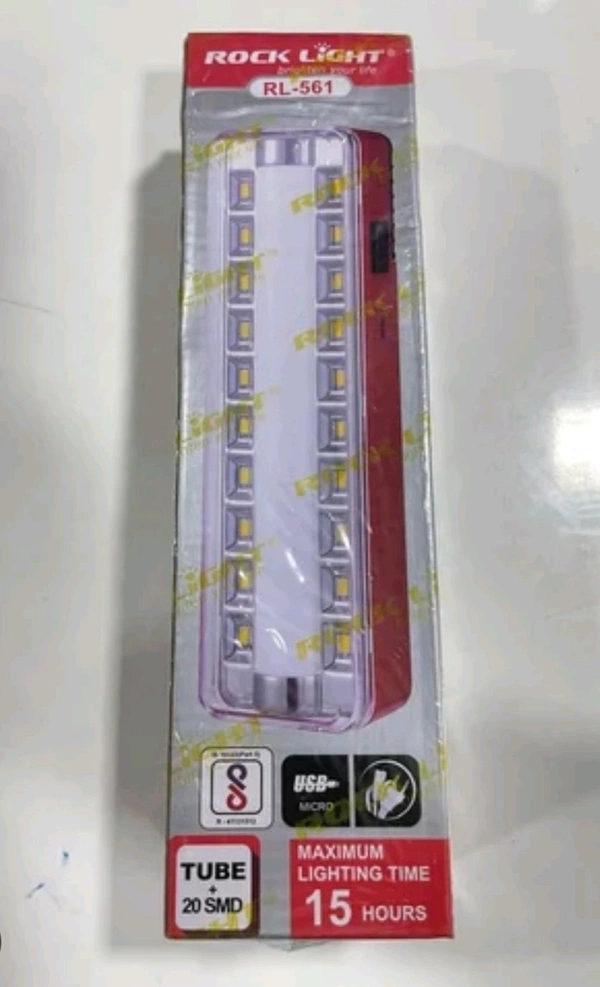 ROCK LIGHT®
brighten your life
RL-561
USB
MICRO
TUBE
+
20 SMD
MAXIMUM
LIGHTING TIME
15 HOURS